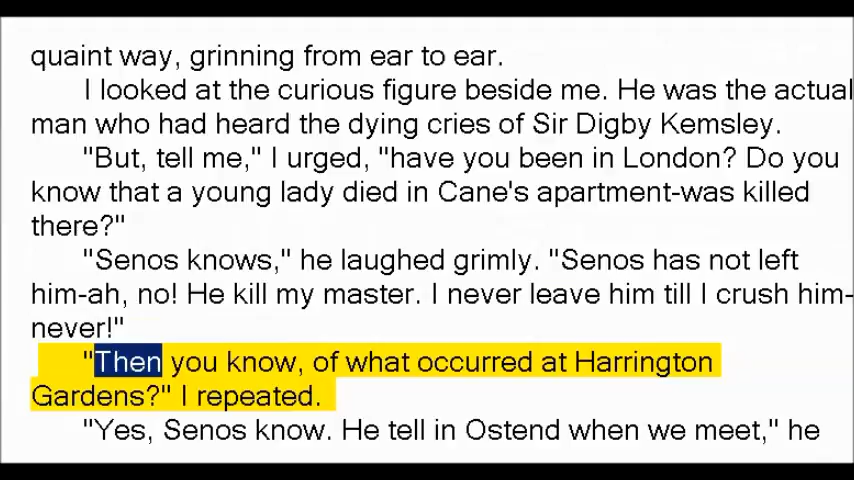 quaint way, grinning from ear to ear.
I looked at the curious figure beside me. He was the actual
man who had heard the dying cries of Sir Digby Kemsley.
"But, tell me," I urged, "have you been in London? Do you
know that a young lady died in Cane's apartment-was killed
there?"
"Senos knows," he laughed grimly. "Senos has not left
him-ah, no! He kill my master. I never leave him till I crush him-
never!"
"Then you know, of what occurred at Harrington
Gardens?" I repeated.
"Yes, Senos know. He tell in Ostend when we meet," he